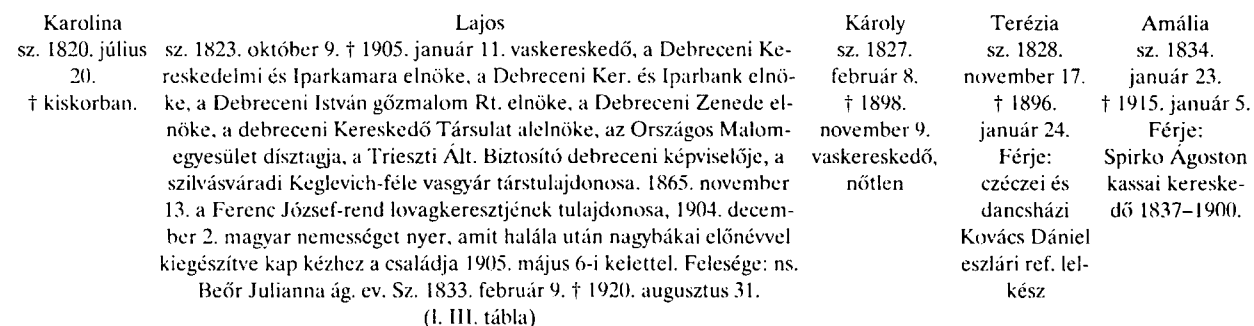 Karolina
sz. 1820. július
20.
† kiskorban.
Lajos
sz. 1823. október 9. † 1905. január 11. vaskereskedő, a Debreceni Ke-
reskedelmi és Iparkamara elnöke, a Debreceni Ker. és Iparbank elnö-
ke, a Debreceni István gőzmalom Rt. elnöke, a Debreceni Zenede el-
nöke, a debreceni Kereskedő Társulat alelnöke, az Országos Malom-
egyesület dísztagja, a Trieszti Ált. Biztosító debreceni képviselője, a
szilvásváradi Keglevich-féle vasgyár társtulajdonosa. 1865. november
13. a Ferenc József-rend lovagkeresztjének tulajdonosa, 1904. decem-
ber 2. magyar nemességet nyer, amit halála után nagybákai előnévvel
kiegészítve kap kézhez a családja 1905. május 6-i kelettel. Felesége: ns.
Beőr Julianna ág. ev. Sz. 1833. február 9. † 1920. augusztus 31.
(l. III. tábla)
Károly
sz. 1827.
február 8.
† 1898.
november 9.
vaskereskedő,
nőtlen
Terézia
sz. 1828.
november 17.
† 1896.
január 24.
Férje:
czéczei és
dancsházi
Kovács Dániel
eszlári ref. lel-
kész
Amália
sz. 1834.
január 23.
† 1915. január 5.
Férje:
Spirko Ágoston
kassai kereske-
dő 1837–1900.